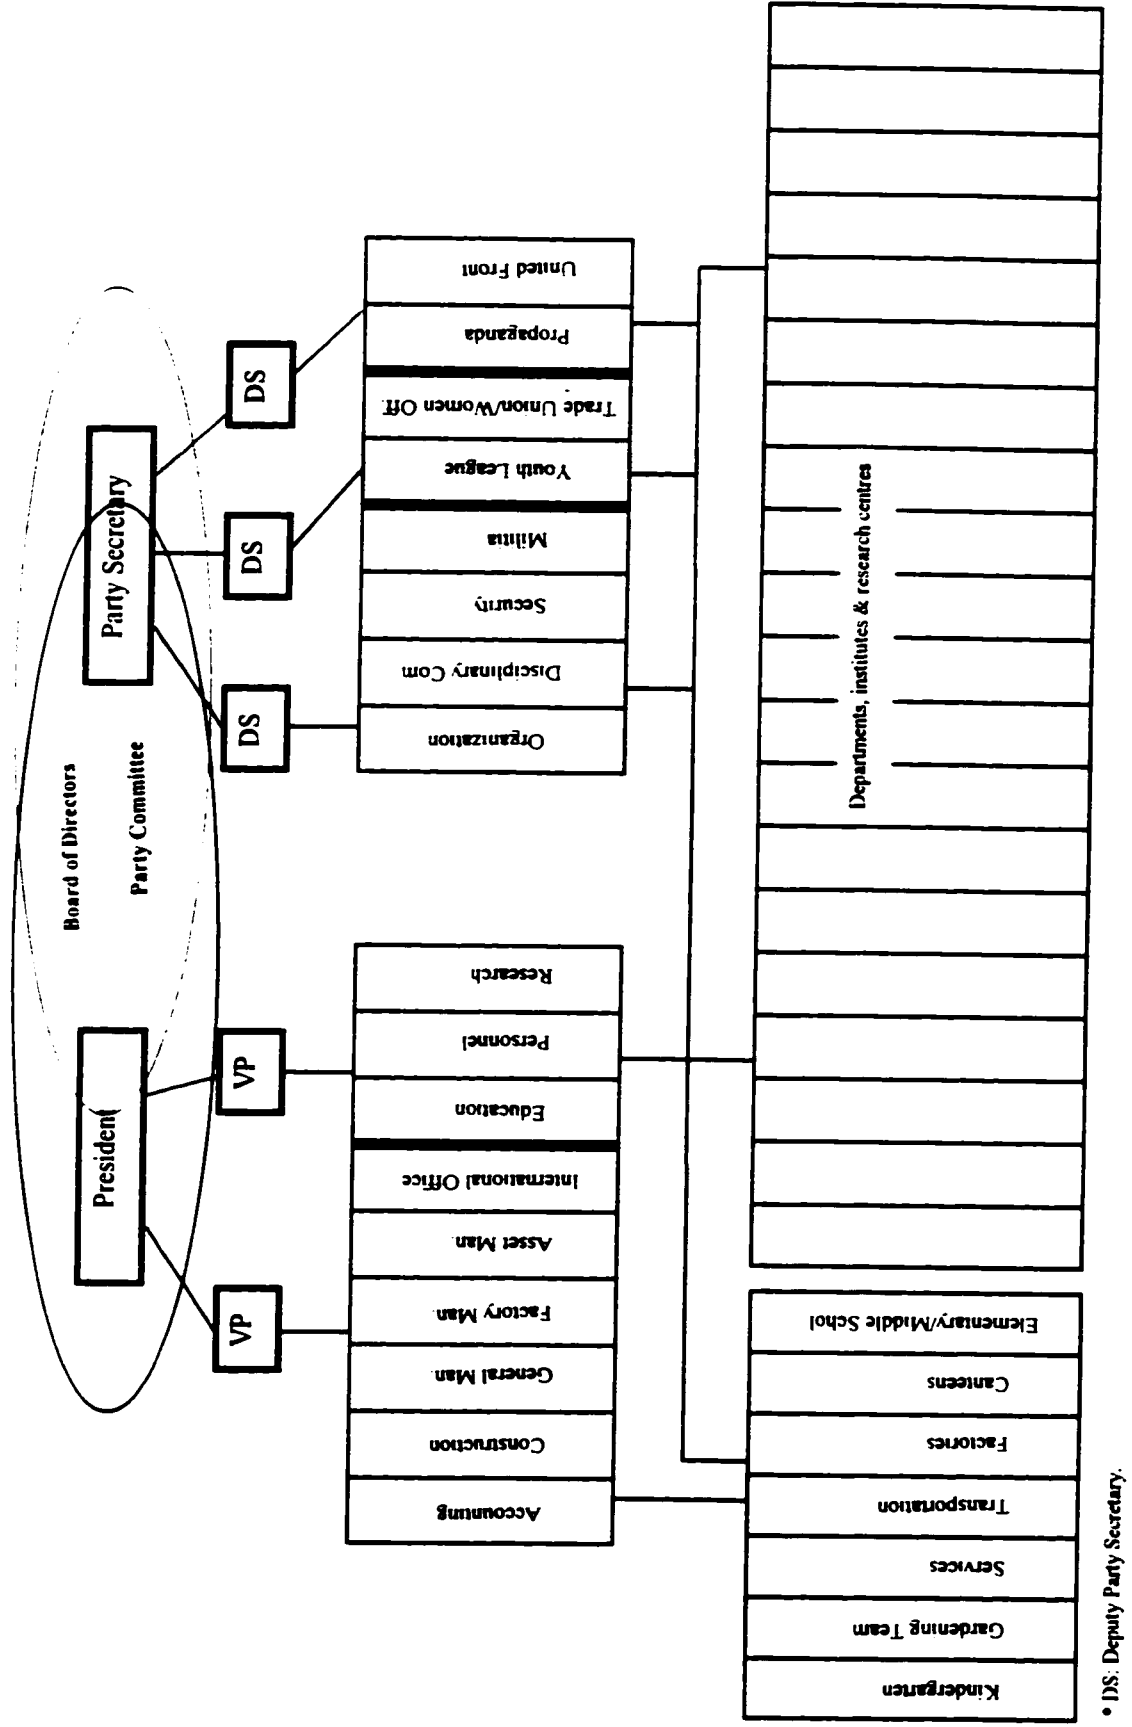 Board of Directors
Party Committee
President
Party Secretary
VP
VP
DS
DS
DS
Accounting
Construction
General Man.
Factory Man.
Asset Man.
International Office
Education
Personnel
Research
Organization
Disciplinary Com
Security
Militia
Youth League
Trade Union/Women Off.
Propaganda
United Front
Kindergarten
Gardening Team
Services
Transportation
Factories
Canteens
Elementary/Middle Schol
Departments, institutes & research centres
• DS: Deputy Party Secretary.